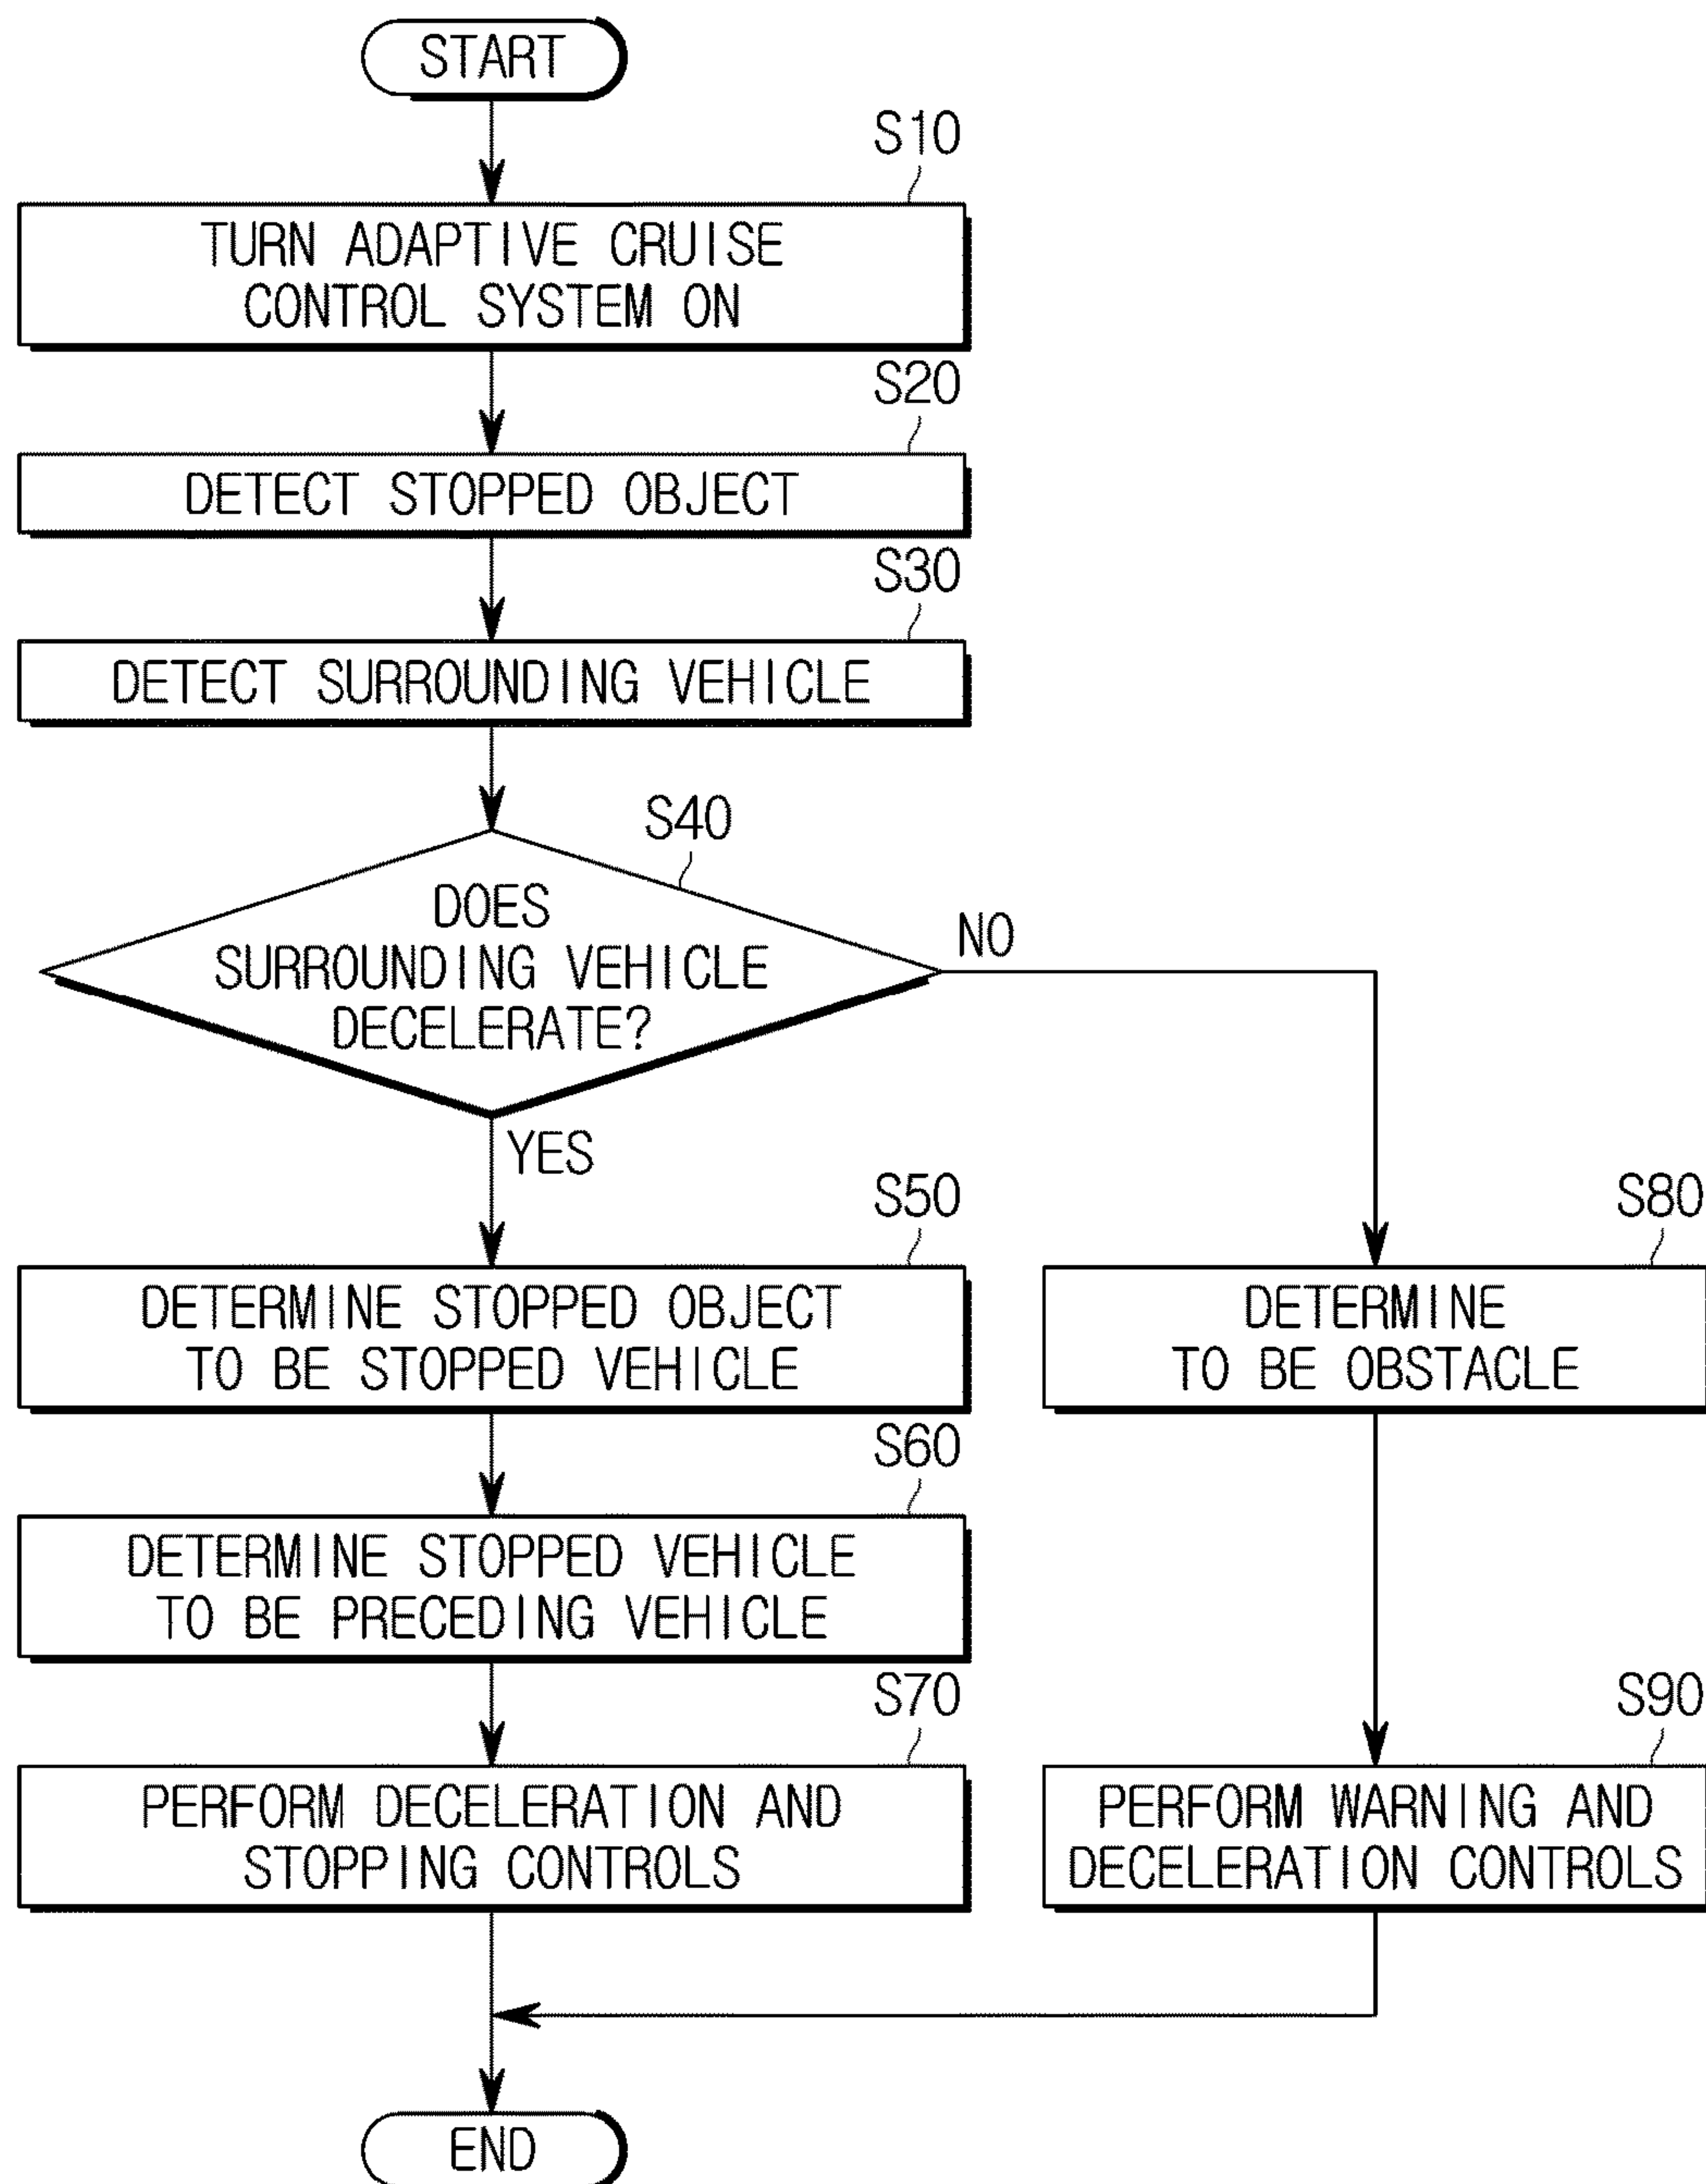 START
S10
TURN ADAPTIVE CRUISE
CONTROL SYSTEM ON
S20
DETECT STOPPED OBJECT
S30
DETECT SURROUNDING VEHICLE
S40
DOES
SURROUNDING VEHICLE
DECELERATE?
NO
YES
S50
DETERMINE STOPPED OBJECT
TO BE STOPPED VEHICLE
S80
DETERMINE
TO BE OBSTACLE
S60
DETERMINE STOPPED VEHICLE
TO BE PRECEDING VEHICLE
S70
PERFORM DECELERATION AND
STOPPING CONTROLS
S90
PERFORM WARNING AND
DECELERATION CONTROLS
END